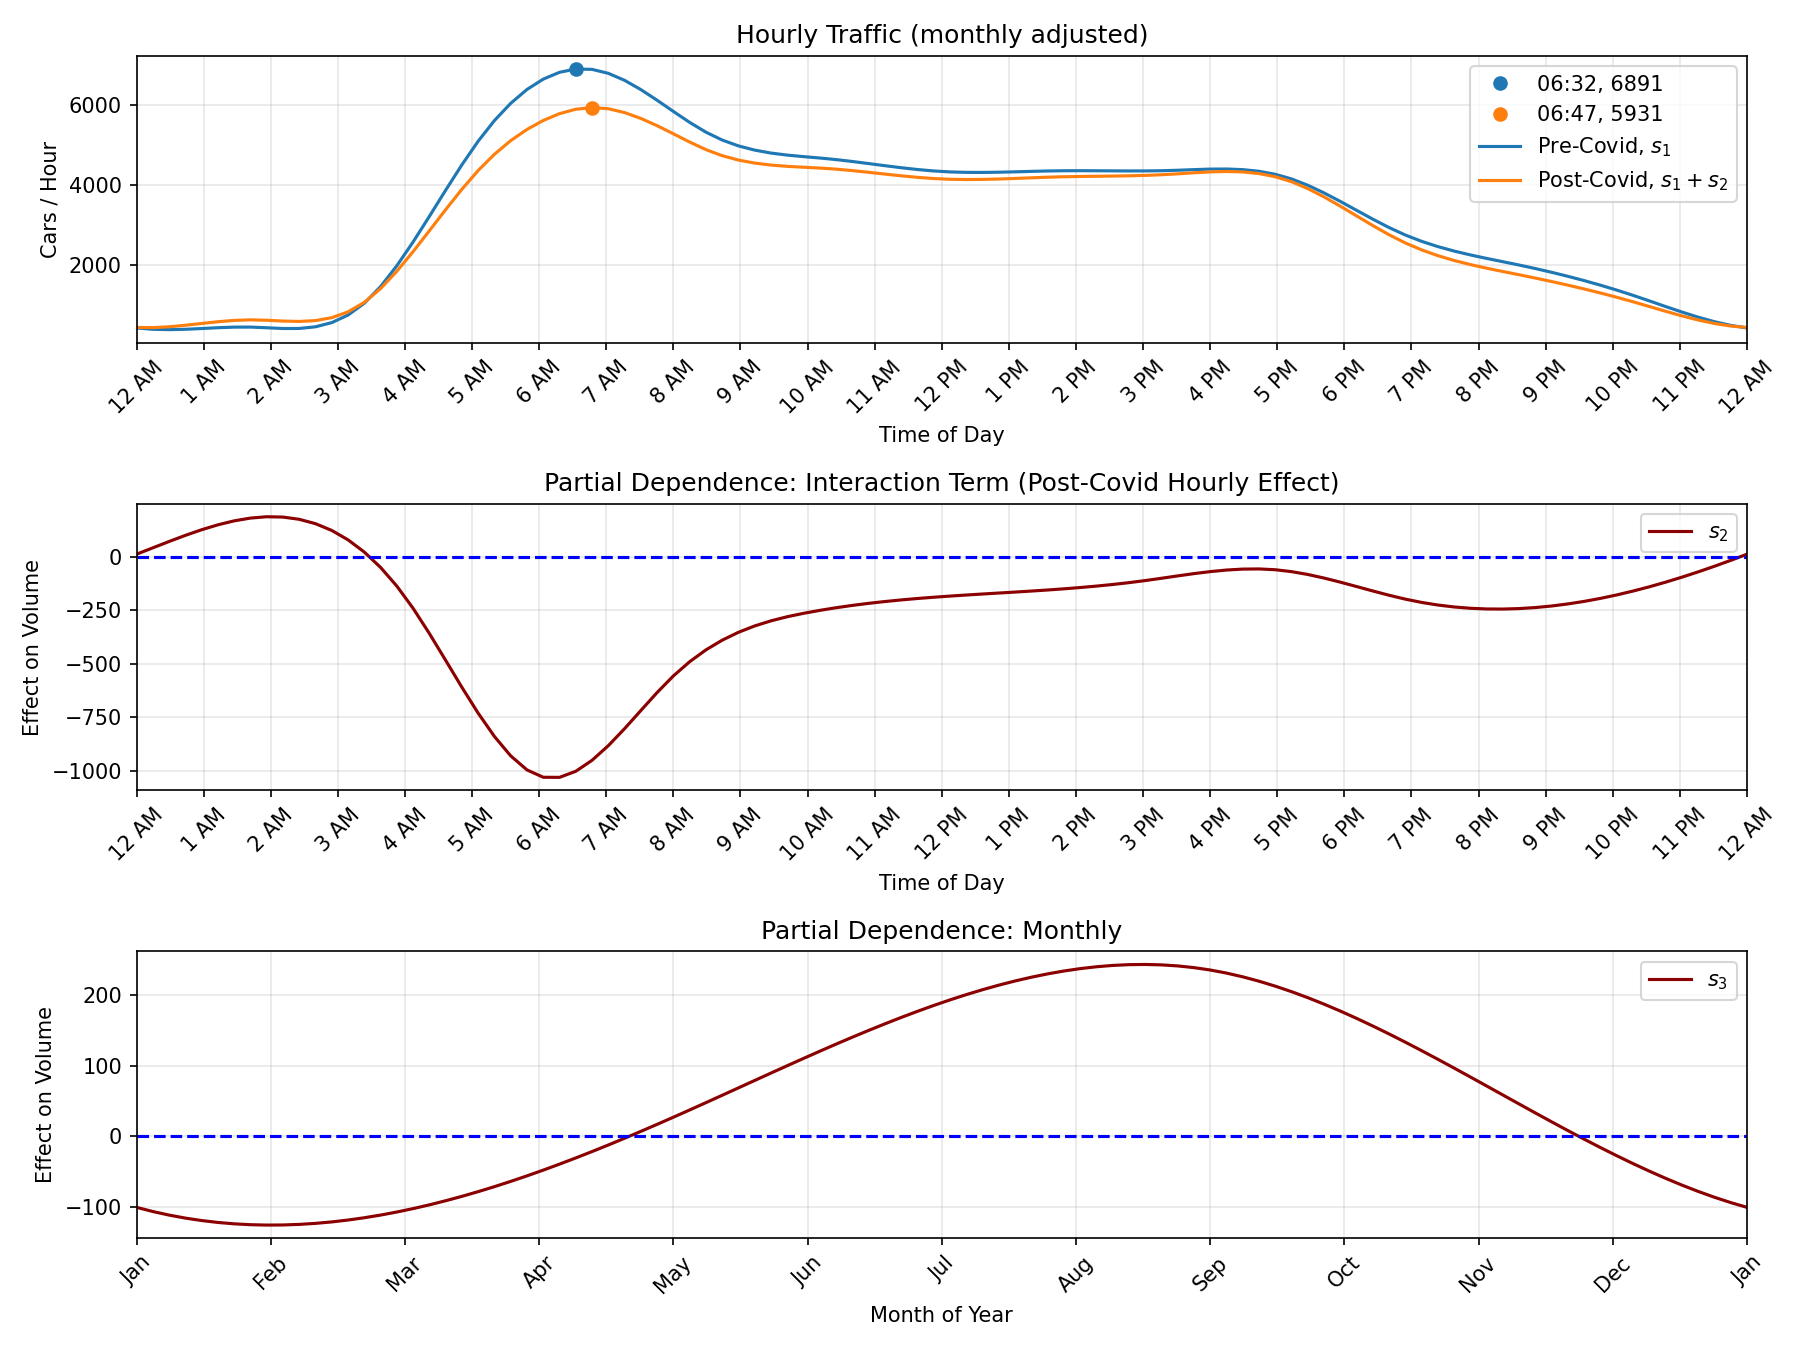 Hourly Traffic (monthly adjusted)
Cars / Hour
6000
4000
2000
06:32, 6891
06:47, 5931
Pre-Covid, s₁
Post-Covid, s₁ + s₂
12 AM 1 AM 2 AM 3 AM 4 AM 5 AM 6 AM 7 AM 8 AM 9 AM 10 AM 11 AM 12 PM 1 PM 2 PM 3 PM 4 PM 5 PM 6 PM 7 PM 8 PM 9 PM 10 PM 11 PM 12 AM
Time of Day
Partial Dependence: Interaction Term (Post-Covid Hourly Effect)
Effect on Volume
0
−250
−500
−750
−1000
s₂
12 AM 1 AM 2 AM 3 AM 4 AM 5 AM 6 AM 7 AM 8 AM 9 AM 10 AM 11 AM 12 PM 1 PM 2 PM 3 PM 4 PM 5 PM 6 PM 7 PM 8 PM 9 PM 10 PM 11 PM 12 AM
Time of Day
Partial Dependence: Monthly
Effect on Volume
200
100
0
−100
s₃
Jan Feb Mar Apr May Jun Jul Aug Sep Oct Nov Dec Jan
Month of Year